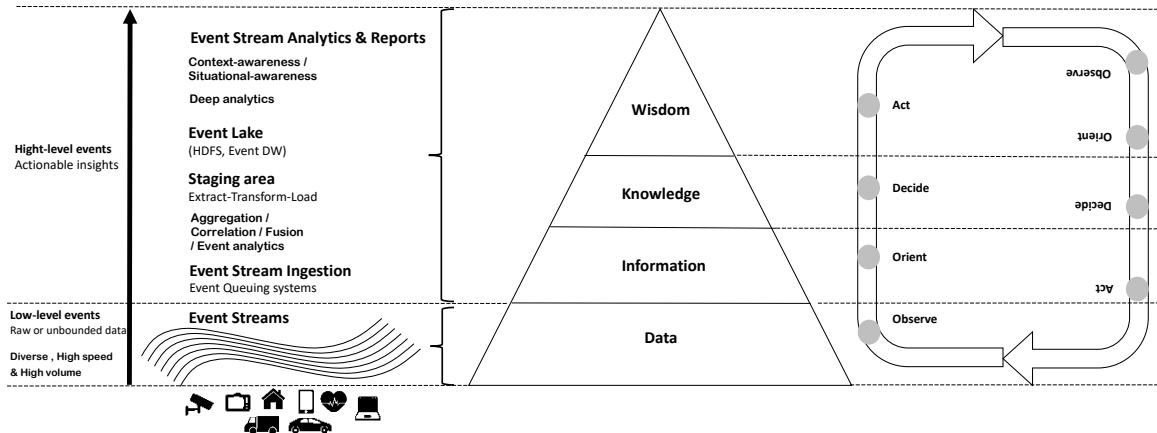 Event Stream Analytics & Reports
Context-awareness /
Situational-awareness
Deep analytics
Event Lake
(HDFS, Event DW)
Hight-level events
Actionable insights
Staging area
Extract-Transform-Load
Aggregation /
Correlation / Fusion
/ Event analytics
Event Stream Ingestion
Event Queuing systems
Low-level events
Raw or unbounded data
Diverse , High speed
& High volume
Event Streams
Wisdom
Knowledge
Information
Data
Act
Decide
Orient
Observe
Observe
Orient
Decide
Act